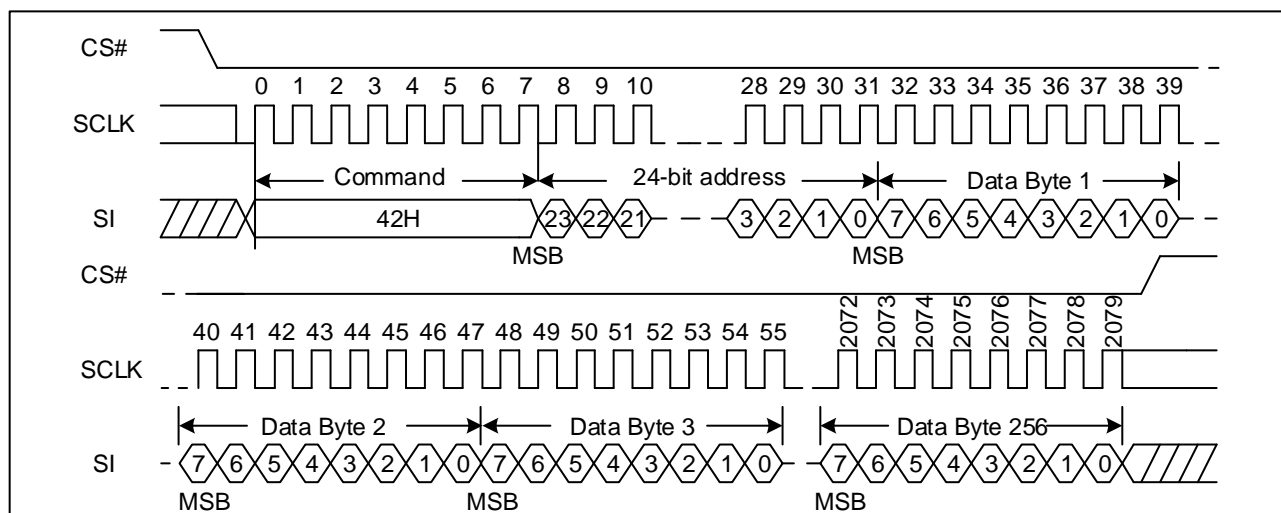 CS#
0 1 2 3 4 5 6 7 8 9 10 28 29 30 31 32 33 34 35 36 37 38 39
SCLK
Command 24-bit address Data Byte 1
SI 42H 23 22 21 3 2 1 0 7 6 5 4 3 2 1 0
MSB MSB
CS#
40 41 42 43 44 45 46 47 48 49 50 51 52 53 54 55 2072 2073 2074 2075 2076 2077 2078 2079
SCLK
Data Byte 2 Data Byte 3 Data Byte 256
SI 7 6 5 4 3 2 1 0 7 6 5 4 3 2 1 0 7 6 5 4 3 2 1 0
MSB MSB MSB